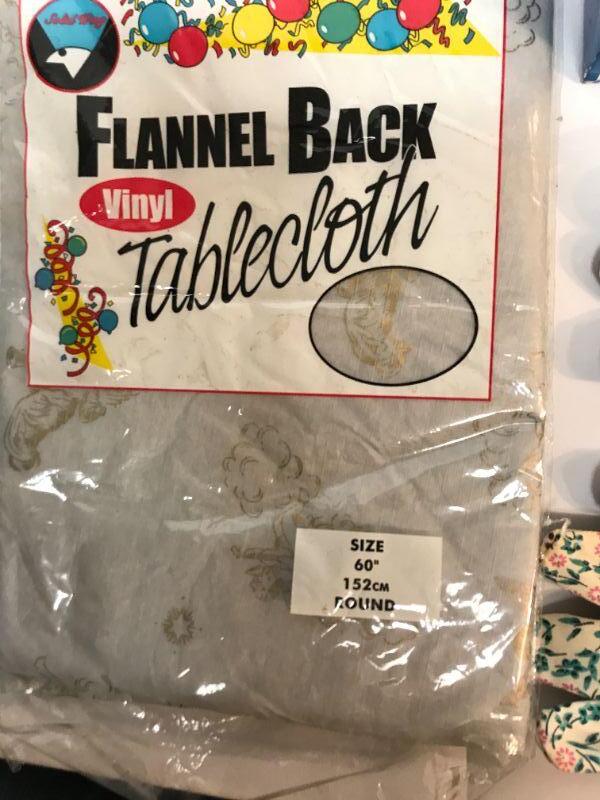 FLANNEL BACK
Vinyl
Tablecloth
SIZE
60"
152CM
ROUND